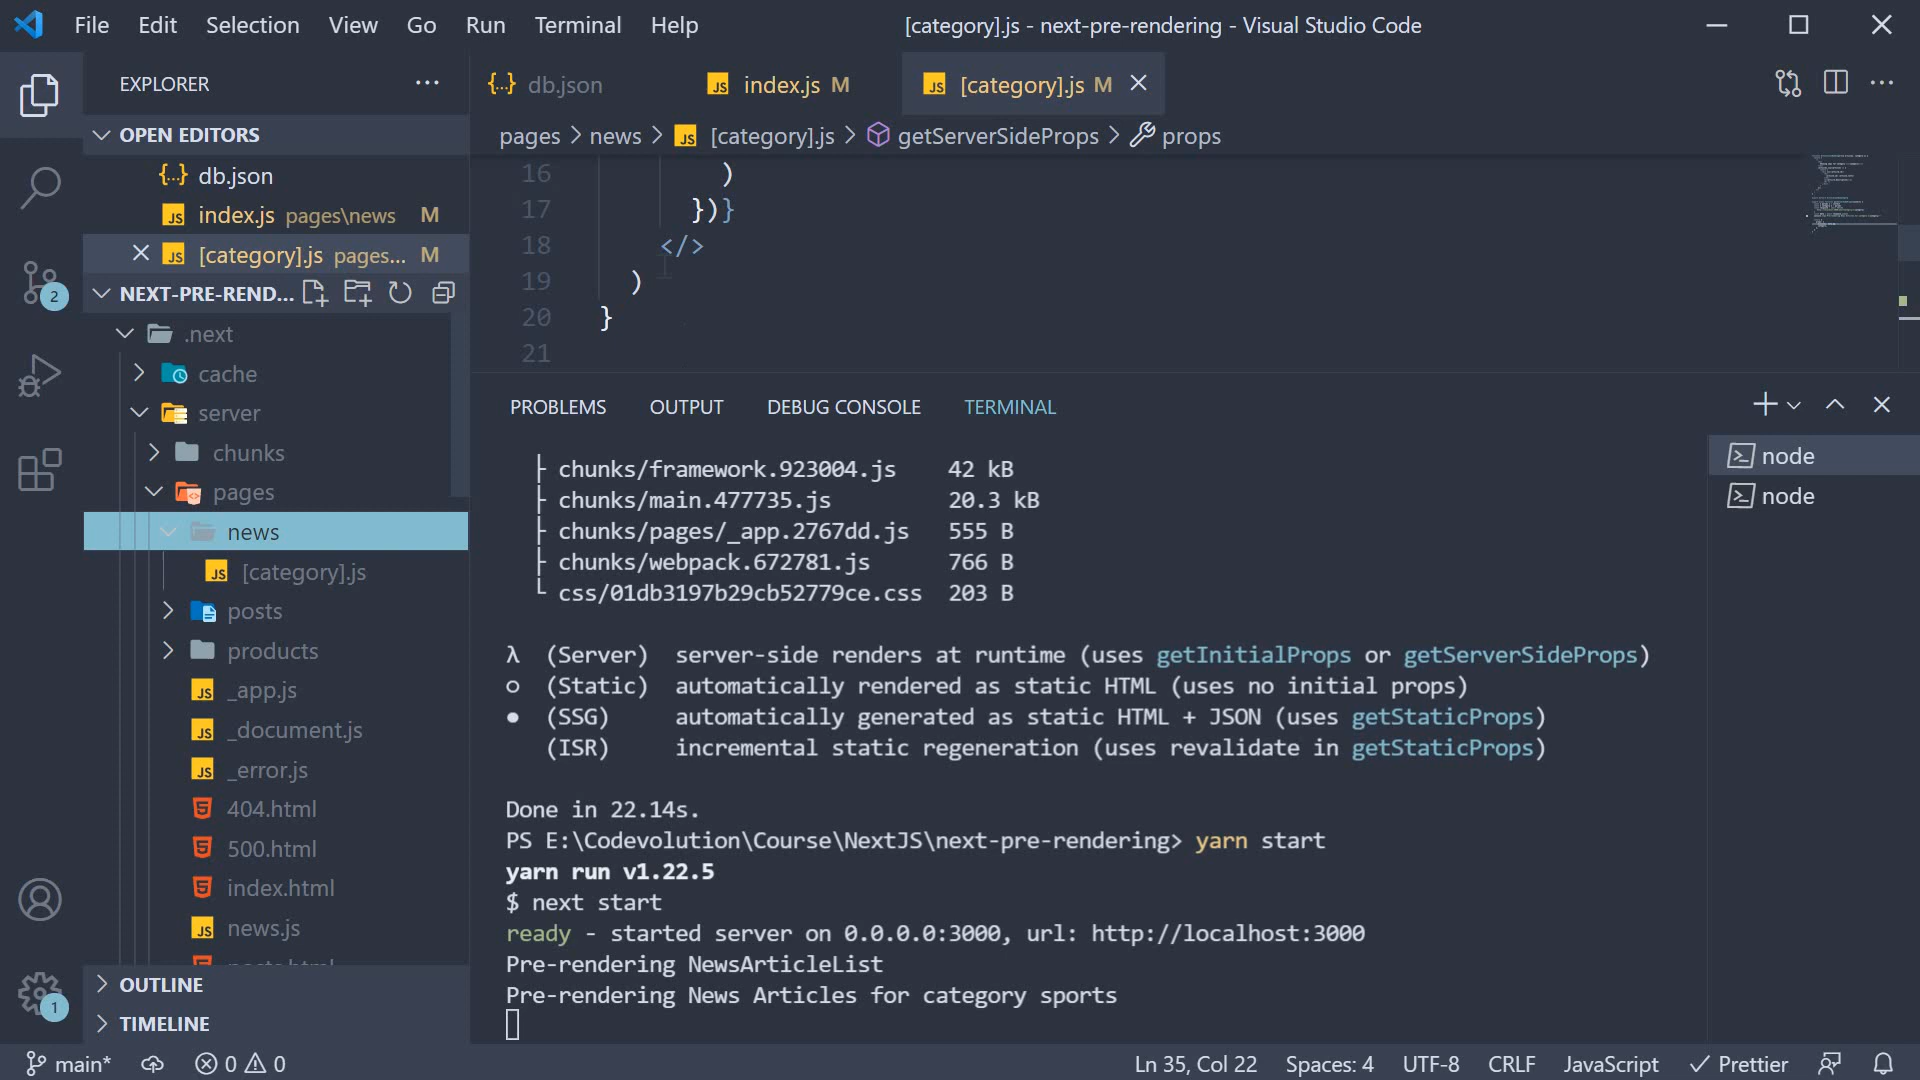 File Edit Selection View Go Run Terminal Help
[category].js - next-pre-rendering - Visual Studio Code
EXPLORER
OPEN EDITORS
db.json
index.js pages\news M
[category].js pages... M
NEXT-PRE-REND...
.next
cache
server
chunks
pages
news
[category].js
posts
products
_app.js
_document.js
_error.js
404.html
500.html
index.html
news.js
posts.html
OUTLINE
TIMELINE
2
1
{..} db.json
JS index.js M
JS [category].js M
pages > news > JS [category].js > getServerSideProps > props
16 )
17 })}
18 </>
19 )
20 }
21
PROBLEMS OUTPUT DEBUG CONSOLE TERMINAL
├ chunks/framework.923004.js 42 kB
├ chunks/main.477735.js 20.3 kB
├ chunks/pages/_app.2767dd.js 555 B
├ chunks/webpack.672781.js 766 B
└ css/01db3197b29cb52779ce.css 203 B
λ (Server) server-side renders at runtime (uses getInitialProps or getServerSideProps)
○ (Static) automatically rendered as static HTML (uses no initial props)
● (SSG) automatically generated as static HTML + JSON (uses getStaticProps)
(ISR) incremental static regeneration (uses revalidate in getStaticProps)
Done in 22.14s.
PS E:\Codevolution\Course\NextJS\next-pre-rendering> yarn start
yarn run v1.22.5
$ next start
ready - started server on 0.0.0.0:3000, url: http://localhost:3000
Pre-rendering NewsArticleList
Pre-rendering News Articles for category sports
node
node
main* 0 0
Ln 35, Col 22 Spaces: 4 UTF-8 CRLF JavaScript Prettier